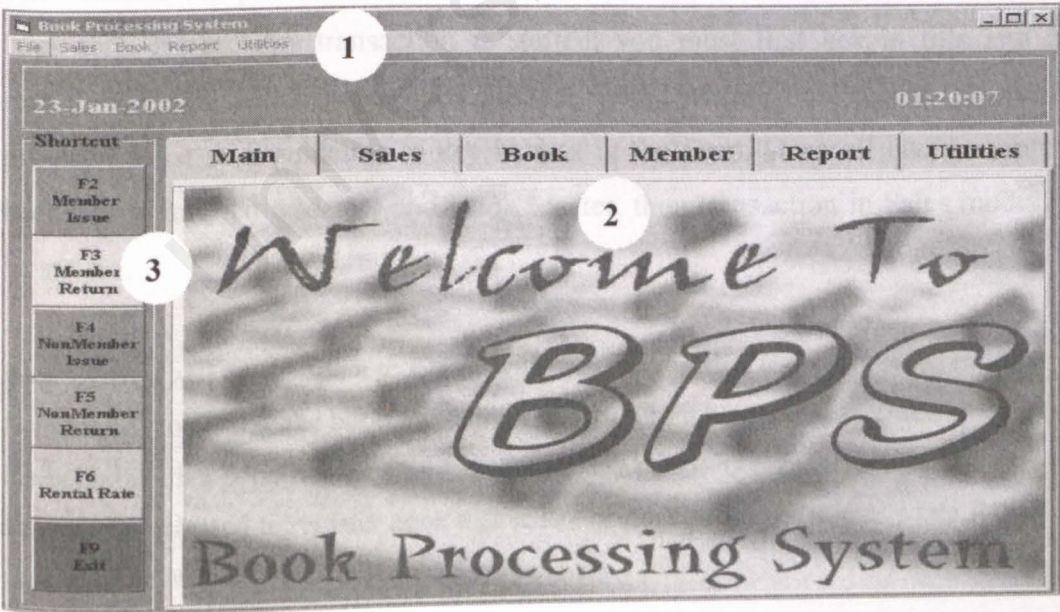 Book Processing System
File Sales Book Report Utilities
1
23-Jan-2002
01:20:07
Shortcut
Main Sales Book Member Report Utilities
F2
Member
Issue
F3
Member
Return
F4
NonMember
Issue
F5
NonMember
Return
F6
Rental Rate
F9
Exit
3
2
Welcome To
BPS
Book Processing System